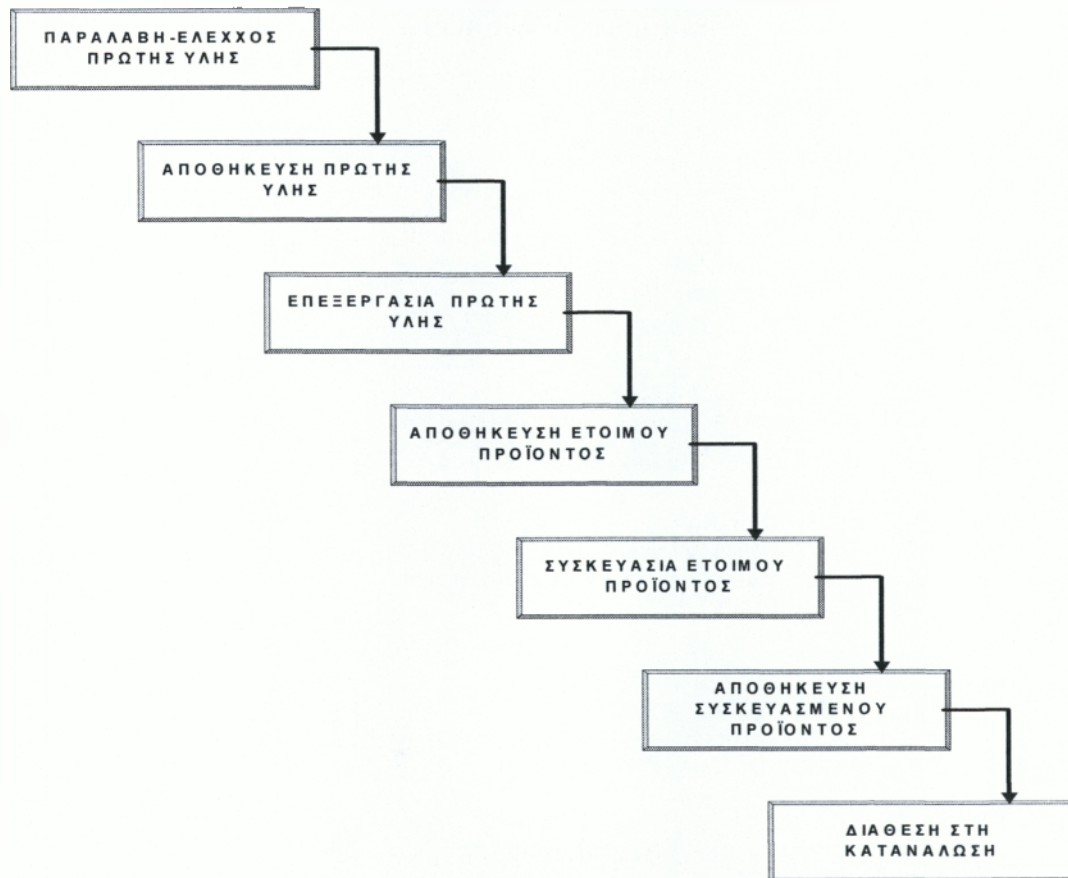 ΠΑΡΑΛΑΒΗ-ΕΛΕΧΧΟΣ
ΠΡΩΤΗΣ ΥΛΗΣ
ΑΠΟΘΗΚΕΥΣΗ ΠΡΩΤΗΣ
ΥΛΗΣ
ΕΠΕΞΕΡΓΑΣΙΑ ΠΡΩΤΗΣ
ΥΛΗΣ
ΑΠΟΘΗΚΕΥΣΗ ΕΤΟΙΜΟΥ
ΠΡΟΪΟΝΤΟΣ
ΣΥΣΚΕΥΑΣΙΑ ΕΤΟΙΜΟΥ
ΠΡΟΪΟΝΤΟΣ
ΑΠΟΘΗΚΕΥΣΗ
ΣΥΣΚΕΥΑΣΜΕΝΟΥ
ΠΡΟΪΟΝΤΟΣ
ΔΙΑΘΕΣΗ ΣΤΗ
ΚΑΤΑΝΑΛΩΣΗ